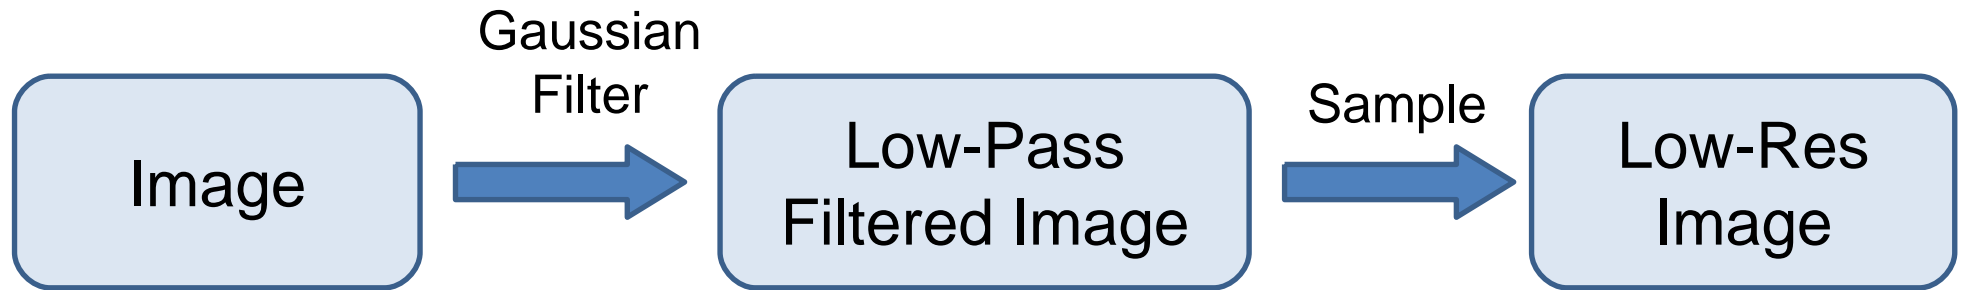 Image
Gaussian
Filter
Low-Pass
Filtered Image
Sample
Low-Res
Image